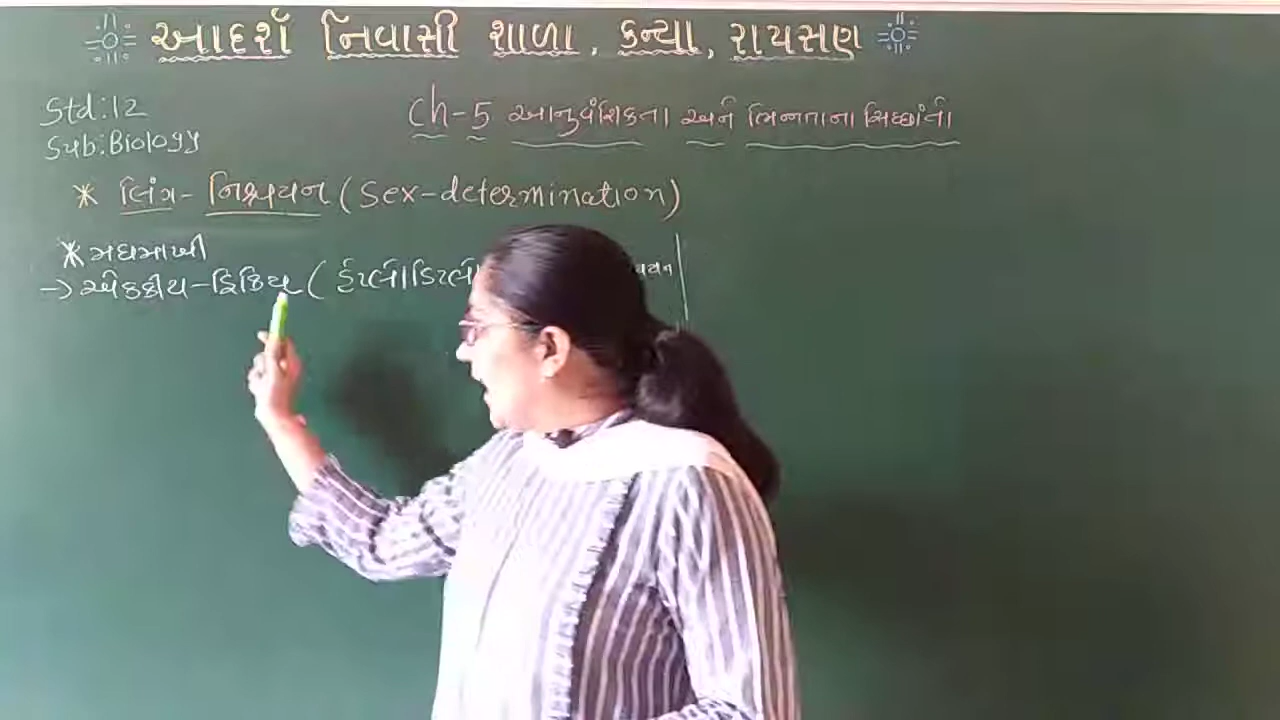 આદર્શ નિવાસી શાળા, કન્યા, રાયસણ
Std:12
Sub:Biology
Ch-5 આનુવંશિકતા અને ભિન્નતાના સિદ્ધાંતો
* લિંગ-નિશ્ચયન (Sex-determination)
* મધમાખી
→ એકકીય-દ્વિકિય (